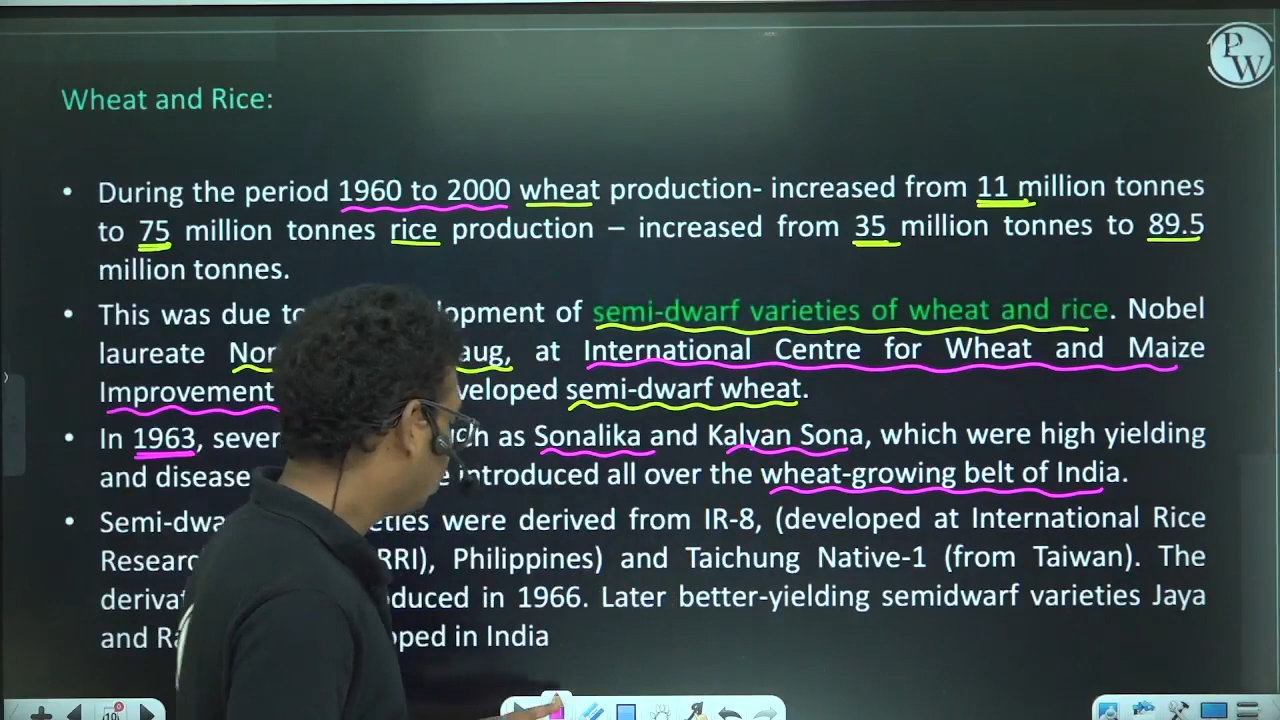 PW
Wheat and Rice:
• During the period 1960 to 2000 wheat production- increased from 11 million tonnes
to 75 million tonnes rice production – increased from 35 million tonnes to 89.5
million tonnes.
• This was due to opment of semi-dwarf varieties of wheat and rice. Nobel
laureate Nor aug, at International Centre for Wheat and Maize
Improvement veloped semi-dwarf wheat.
• In 1963, sever ch as Sonalika and Kalyan Sona, which were high yielding
and disease e introduced all over the wheat-growing belt of India.
• Semi-dwa eties were derived from IR-8, (developed at International Rice
Researc RRI), Philippines) and Taichung Native-1 (from Taiwan). The
derivat duced in 1966. Later better-yielding semidwarf varieties Jaya
and Ra oped in India